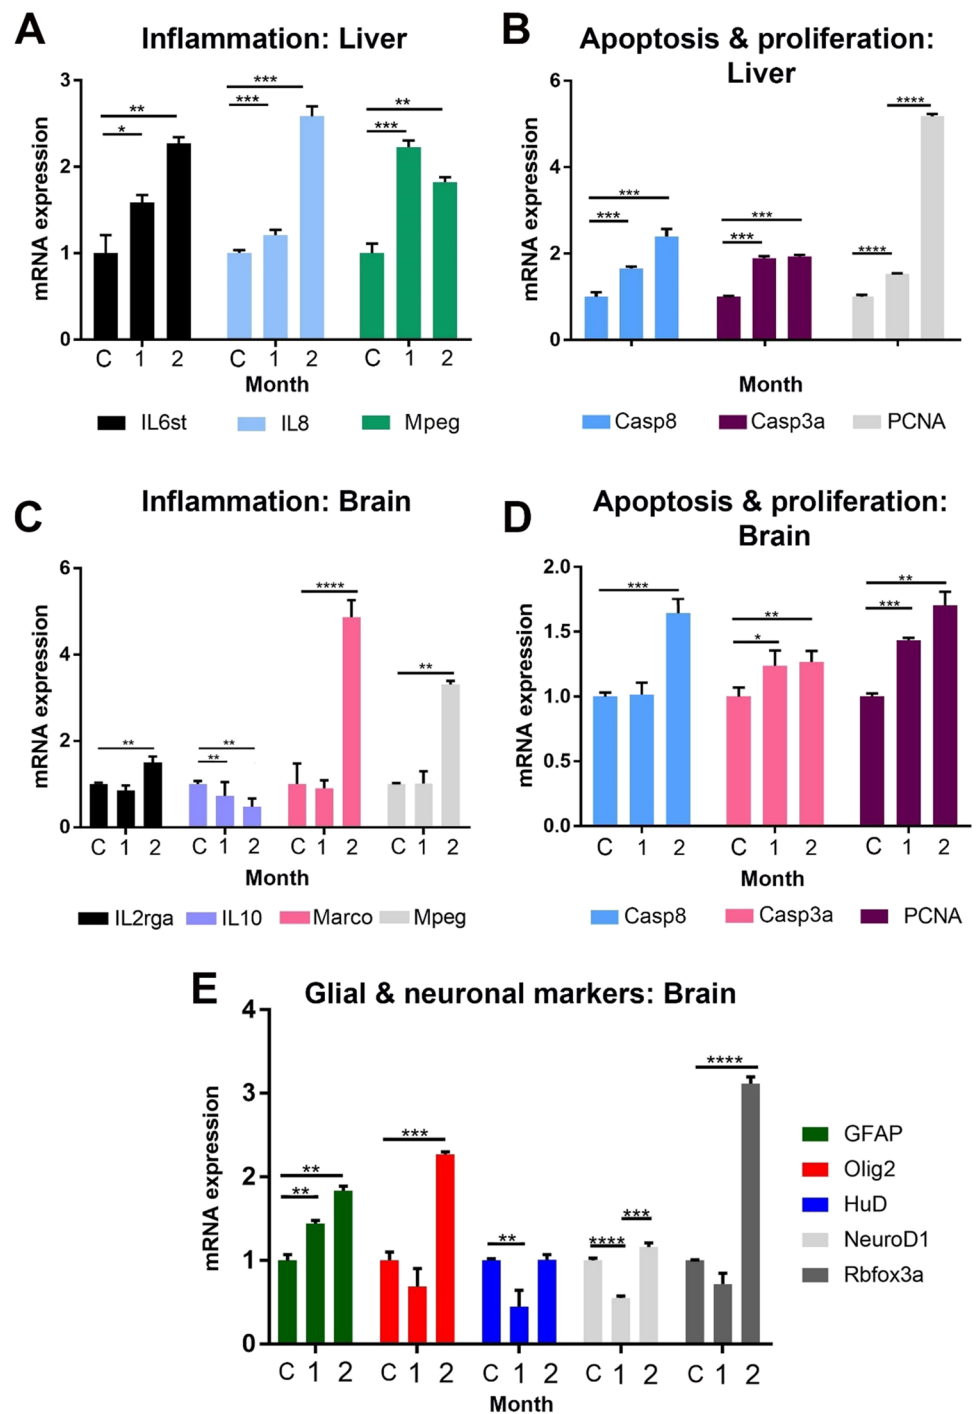 A
Inflammation: Liver
mRNA expression
3
2
1
0
**
*
***
***
**
***
C 1 2 C 1 2 C 1 2
Month
IL6st IL8 Mpeg
B
Apoptosis & proliferation:
Liver
mRNA expression
6
4
2
0
***
***
***
***
****
****
Month
Casp8 Casp3a PCNA
C
Inflammation: Brain
mRNA expression
6
4
2
0
**
**
**
****
**
C 1 2 C 1 2 C 1 2 C 1 2
Month
IL2rga IL10 Marco Mpeg
D
Apoptosis & proliferation:
Brain
mRNA expression
2.0
1.5
1.0
0.5
0.0
***
**
*
**
***
C 1 2 C 1 2 C 1 2
Month
Casp8 Casp3a PCNA
E
Glial & neuronal markers: Brain
mRNA expression
4
3
2
1
0
**
**
***
**
****
***
****
C 1 2 C 1 2 C 1 2 C 1 2 C 1 2
Month
GFAP
Olig2
HuD
NeuroD1
Rbfox3a